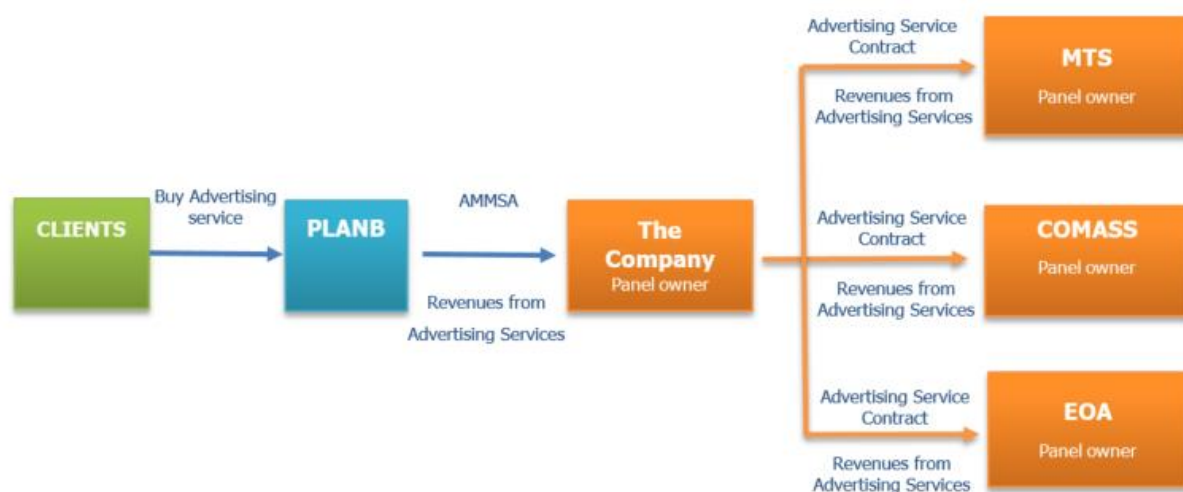 CLIENTS
Buy Advertising
service
PLANB
AMMSA
Revenues from
Advertising Services
The
Company
Panel owner
Advertising Service
Contract
Revenues from
Advertising Services
MTS
Panel owner
Advertising Service
Contract
Revenues from
Advertising Services
COMASS
Panel owner
Advertising Service
Contract
Revenues from
Advertising Services
EOA
Panel owner